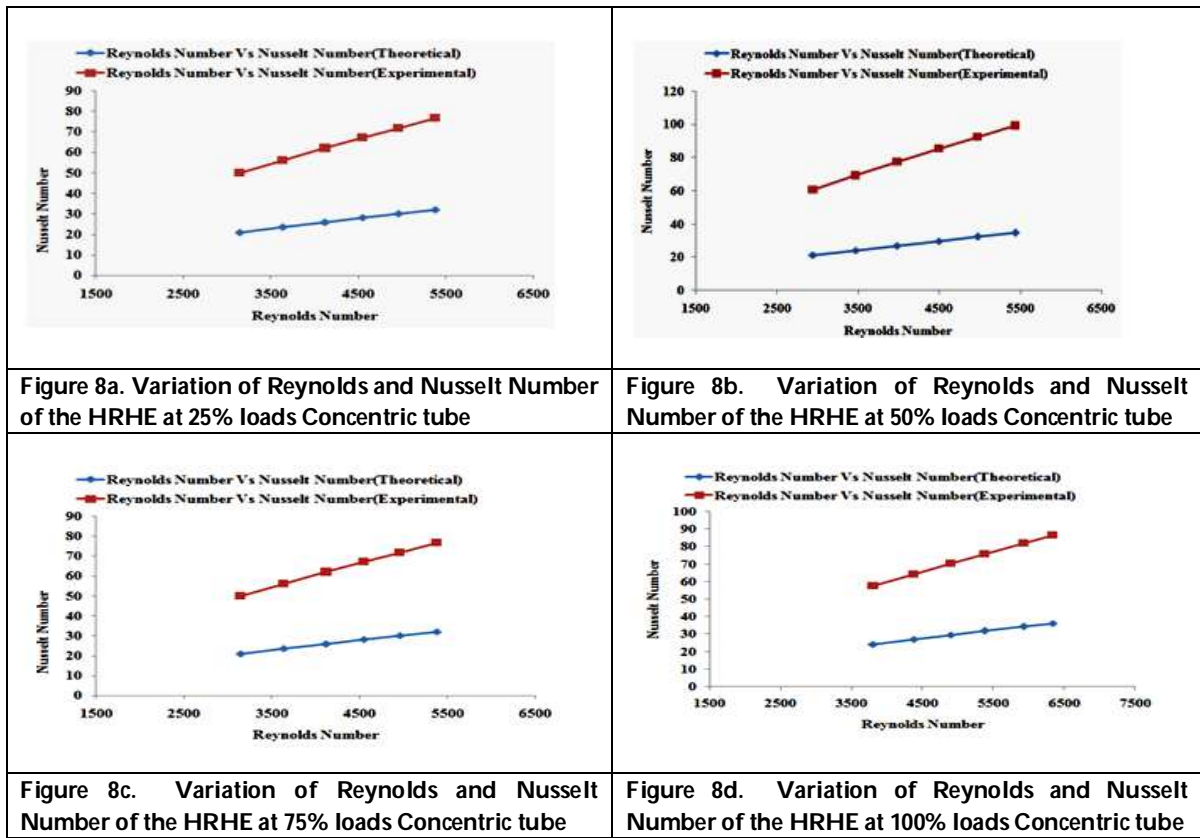 Reynolds Number Vs Nusselt Number(Theoretical)
Reynolds Number Vs Nusselt Number(Experimental)
90
80
70
60
50
40
30
20
10
0
Nusselt Number
1500 2500 3500 4500 5500 6500
Reynolds Number
Figure 8a. Variation of Reynolds and Nusselt Number
of the HRHE at 25% loads Concentric tube
Reynolds Number Vs Nusselt Number(Theoretical)
Reynolds Number Vs Nusselt Number(Experimental)
120
100
80
60
40
20
0
Nusselt Number
1500 2500 3500 4500 5500 6500
Reynolds Number
Figure 8b. Variation of Reynolds and Nusselt
Number of the HRHE at 50% loads Concentric tube
Reynolds Number Vs Nusselt Number(Theoretical)
Reynolds Number Vs Nusselt Number(Experimental)
90
80
70
60
50
40
30
20
10
0
Nusselt Number
1500 2500 3500 4500 5500 6500
Reynolds Number
Figure 8c. Variation of Reynolds and Nusselt
Number of the HRHE at 75% loads Concentric tube
Reynolds Number Vs Nusselt Number(Theoretical)
Reynolds Number Vs Nusselt Number(Experimental)
100
90
80
70
60
50
40
30
20
10
0
Nusselt Number
1500 2500 3500 4500 5500 6500 7500
Reynolds Number
Figure 8d. Variation of Reynolds and Nusselt
Number of the HRHE at 100% loads Concentric tube